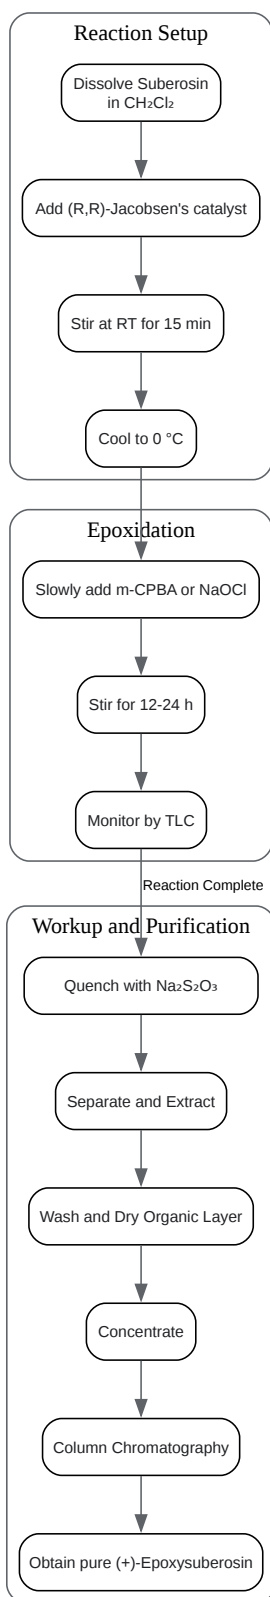 Reaction Setup
Dissolve Suberosin
in CH₂Cl₂
Add (R,R)-Jacobsen's catalyst
Stir at RT for 15 min
Cool to 0 °C
Epoxidation
Slowly add m-CPBA or NaOCl
Stir for 12-24 h
Monitor by TLC
Reaction Complete
Workup and Purification
Quench with Na₂S₂O₃
Separate and Extract
Wash and Dry Organic Layer
Concentrate
Column Chromatography
Obtain pure (+)-Epoxysuberosin